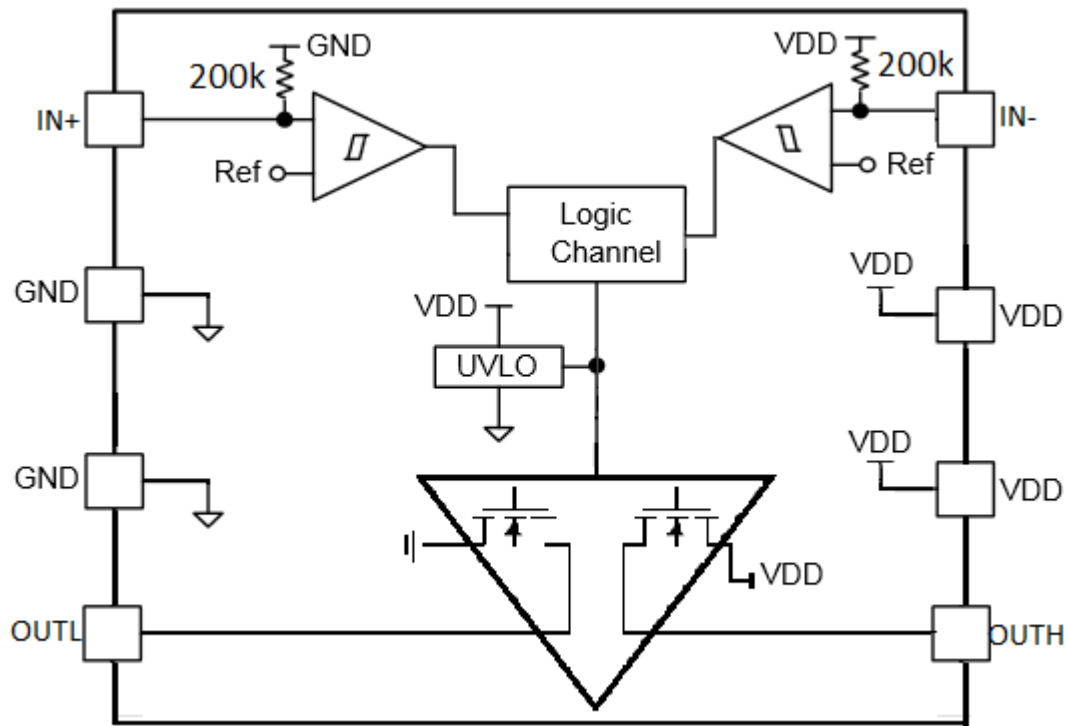 GND
VDD
200k
200k
IN+
IN-
Ref
Ref
Logic
Channel
GND
VDD
VDD
VDD
UVLO
GND
VDD
VDD
VDD
OUTL
OUTH